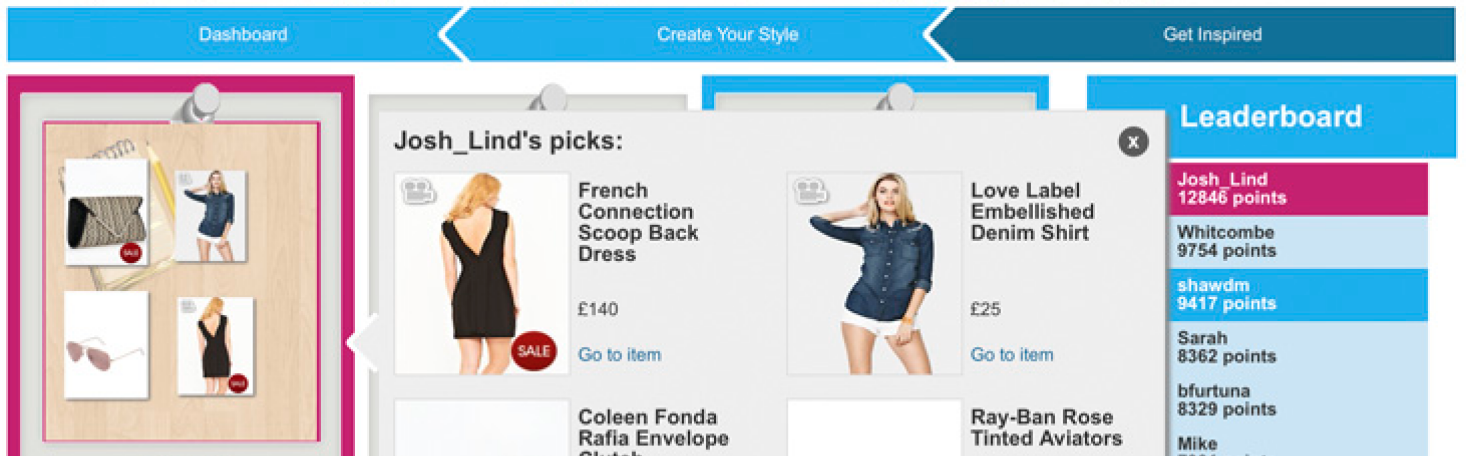 Dashboard
Create Your Style
Get Inspired
SALE
SALE
Josh_Lind's picks:
x
French
Connection
Scoop Back
Dress
£140
SALE
Go to item
Love Label
Embellished
Denim Shirt
£25
Go to item
Coleen Fonda
Rafia Envelope
Clutch
Ray-Ban Rose
Tinted Aviators
Leaderboard
Josh_Lind
12846 points
Whitcombe
9754 points
shawdm
9417 points
Sarah
8362 points
bfurtuna
8329 points
Mike